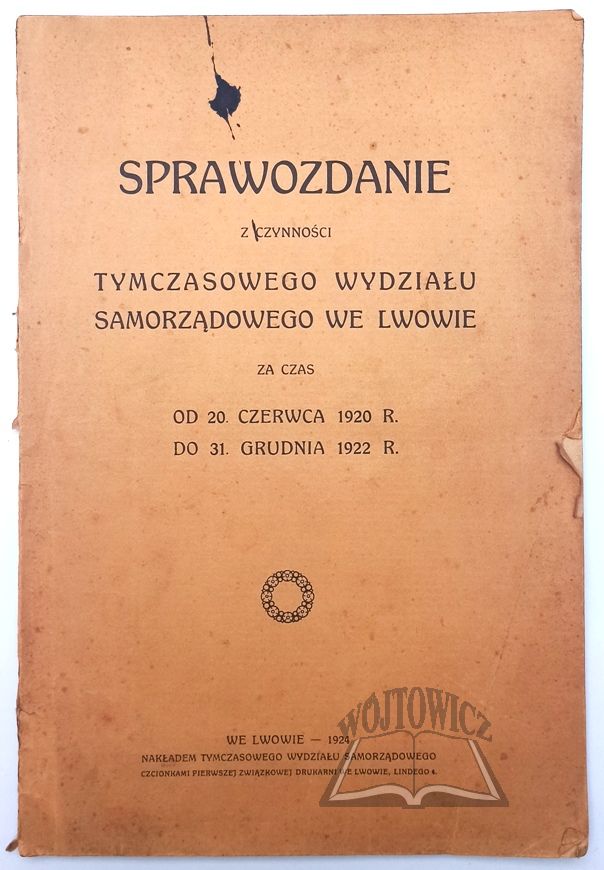 SPRAWOZDANIE
Z CZYNNOŚCI
TYMCZASOWEGO WYDZIAŁU
SAMORZĄDOWEGO WE LWOWIE
ZA CZAS
OD 20. CZERWCA 1920 R.
DO 31. GRUDNIA 1922 R.
WÓJTOWICZ
WE LWOWIE — 1924
NAKŁADEM TYMCZASOWEGO WYDZIAŁU SAMORZĄDOWEGO
CZCIONKAMI PIERWSZEJ ZWIĄZKOWEJ DRUKARNI WE LWOWIE, LINDEGO 4.